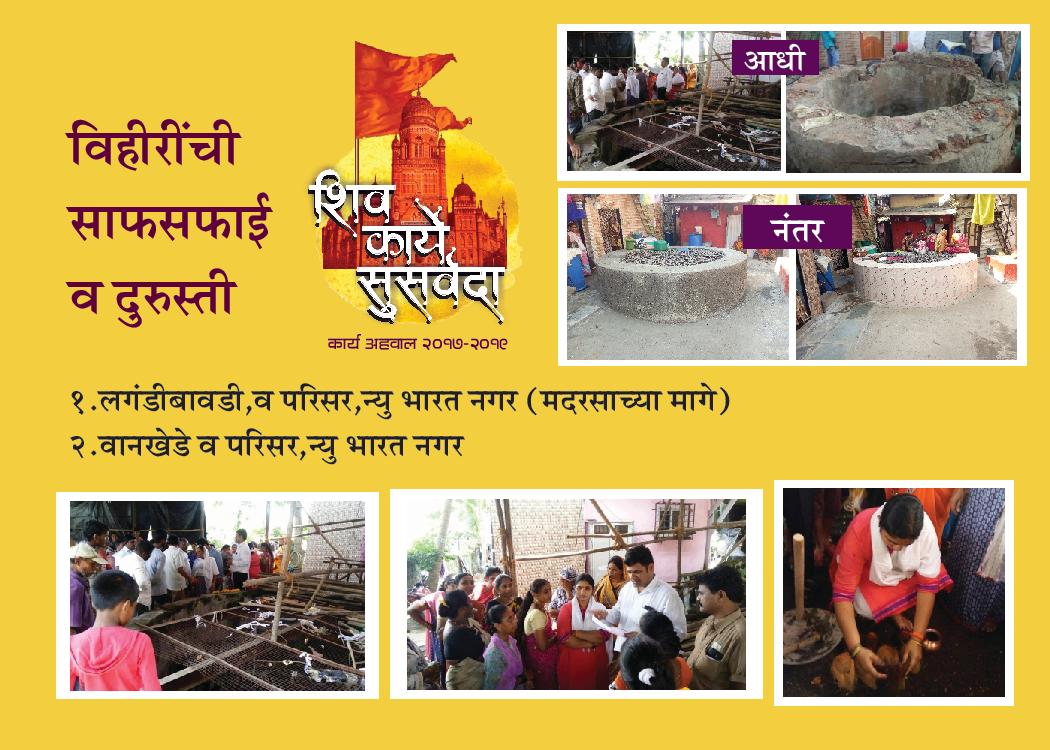 विहीरींची
साफसफाई
व दुरुस्ती
शिव
कार्य
सुसंवेदा
कार्य अहवाल २०१७-२०१९
आधी
नंतर
१.लगंडीबावडी,व परिसर,न्यु भारत नगर (मदरसाच्या मागे)
२.वानखेडे व परिसर,न्यु भारत नगर